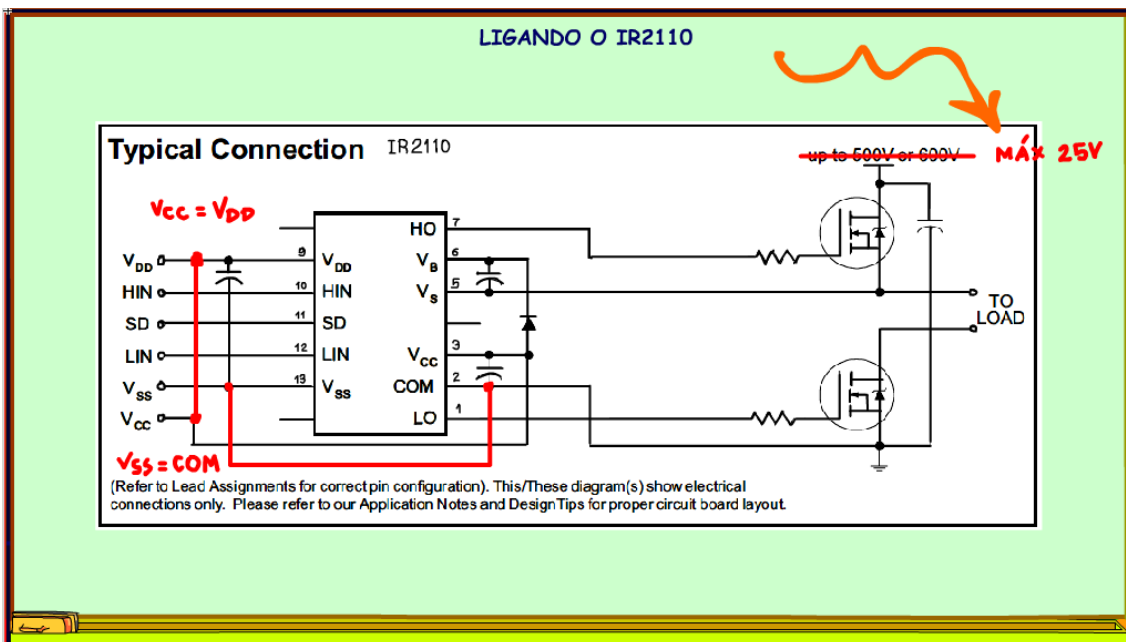 LIGANDO O IR2110
Typical Connection IR2110
up to 500V or 600V
MÁX 25V
VCC = VDD
HO 7
VDD 9 VDD VB 6
HIN 10 HIN VS 5
SD 11 SD
TO
LOAD
LIN 12 LIN VCC 3
VSS 13 VSS COM 2
VCC LO 1
VSS = COM
(Refer to Lead Assignments for correct pin configuration). This/These diagram(s) show electrical
connections only. Please refer to our Application Notes and DesignTips for proper circuit board layout.